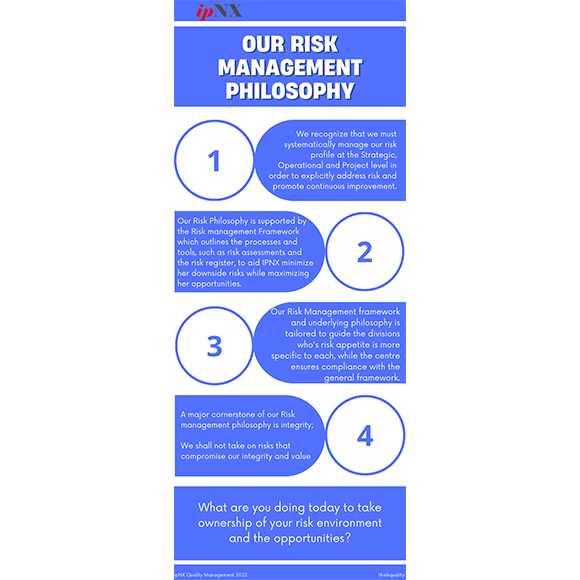 ipNX
OUR RISK
MANAGEMENT
PHILOSOPHY
1
We recognize that we must
systematically manage our risk
profile at the Strategic,
Operational and Project level in
order to explicitly address risk and
promote continuous improvement.
Our Risk Philosophy is supported by
the Risk management Framework
which outlines the processes and
tools, such as risk assessments and
the risk register, to aid IPNX minimize
her downside risks while maximizing
her opportunities.
2
3
Our Risk Management framework
and underlying philosophy is
tailored to guide the divisions
who's risk appetite is more
specific to each, while the centre
ensures compliance with the
general framework.
A major cornerstone of our Risk
management philosophy is integrity;
We shall not take on risks that
compromise our integrity and value
4
What are you doing today to take
ownership of your risk environment
and the opportunities?
ipNX Quality Management 2022
thinkquality